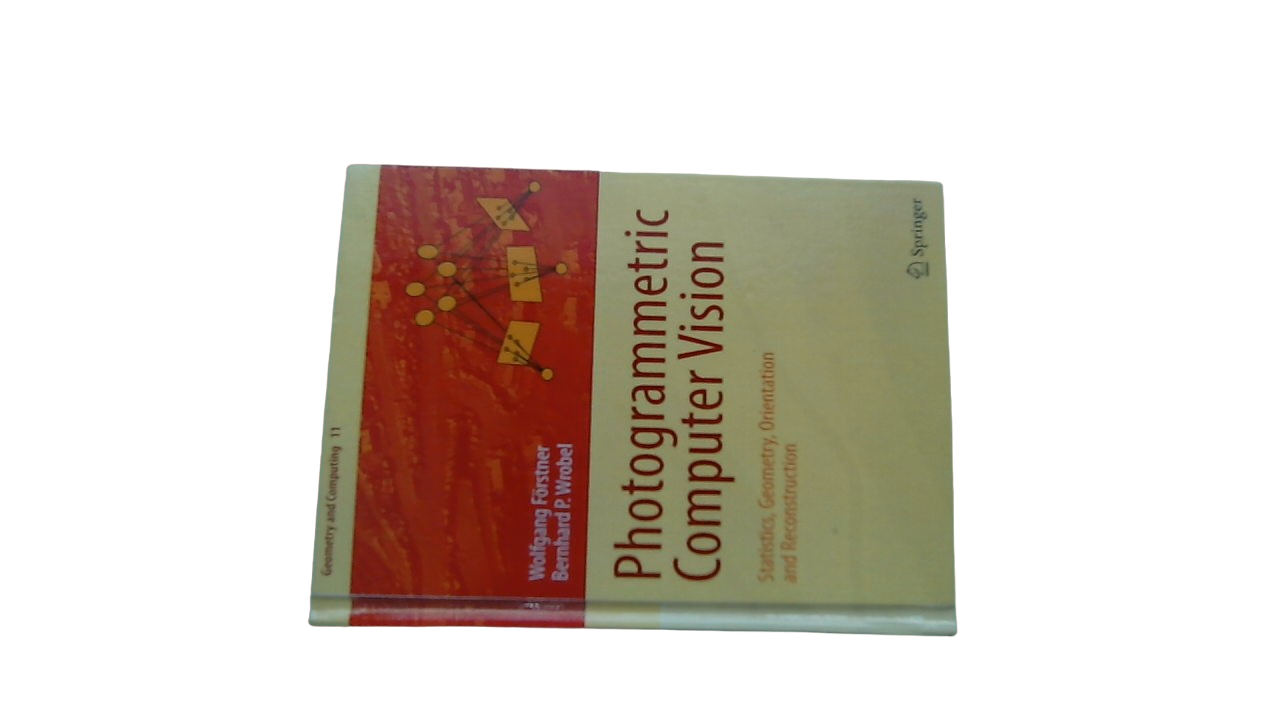 Geometry and Computing 11
Wolfgang Förstner
Bernhard P. Wrobel
Photogrammetric
Computer Vision
Statistics, Geometry, Orientation
and Reconstruction
Springer